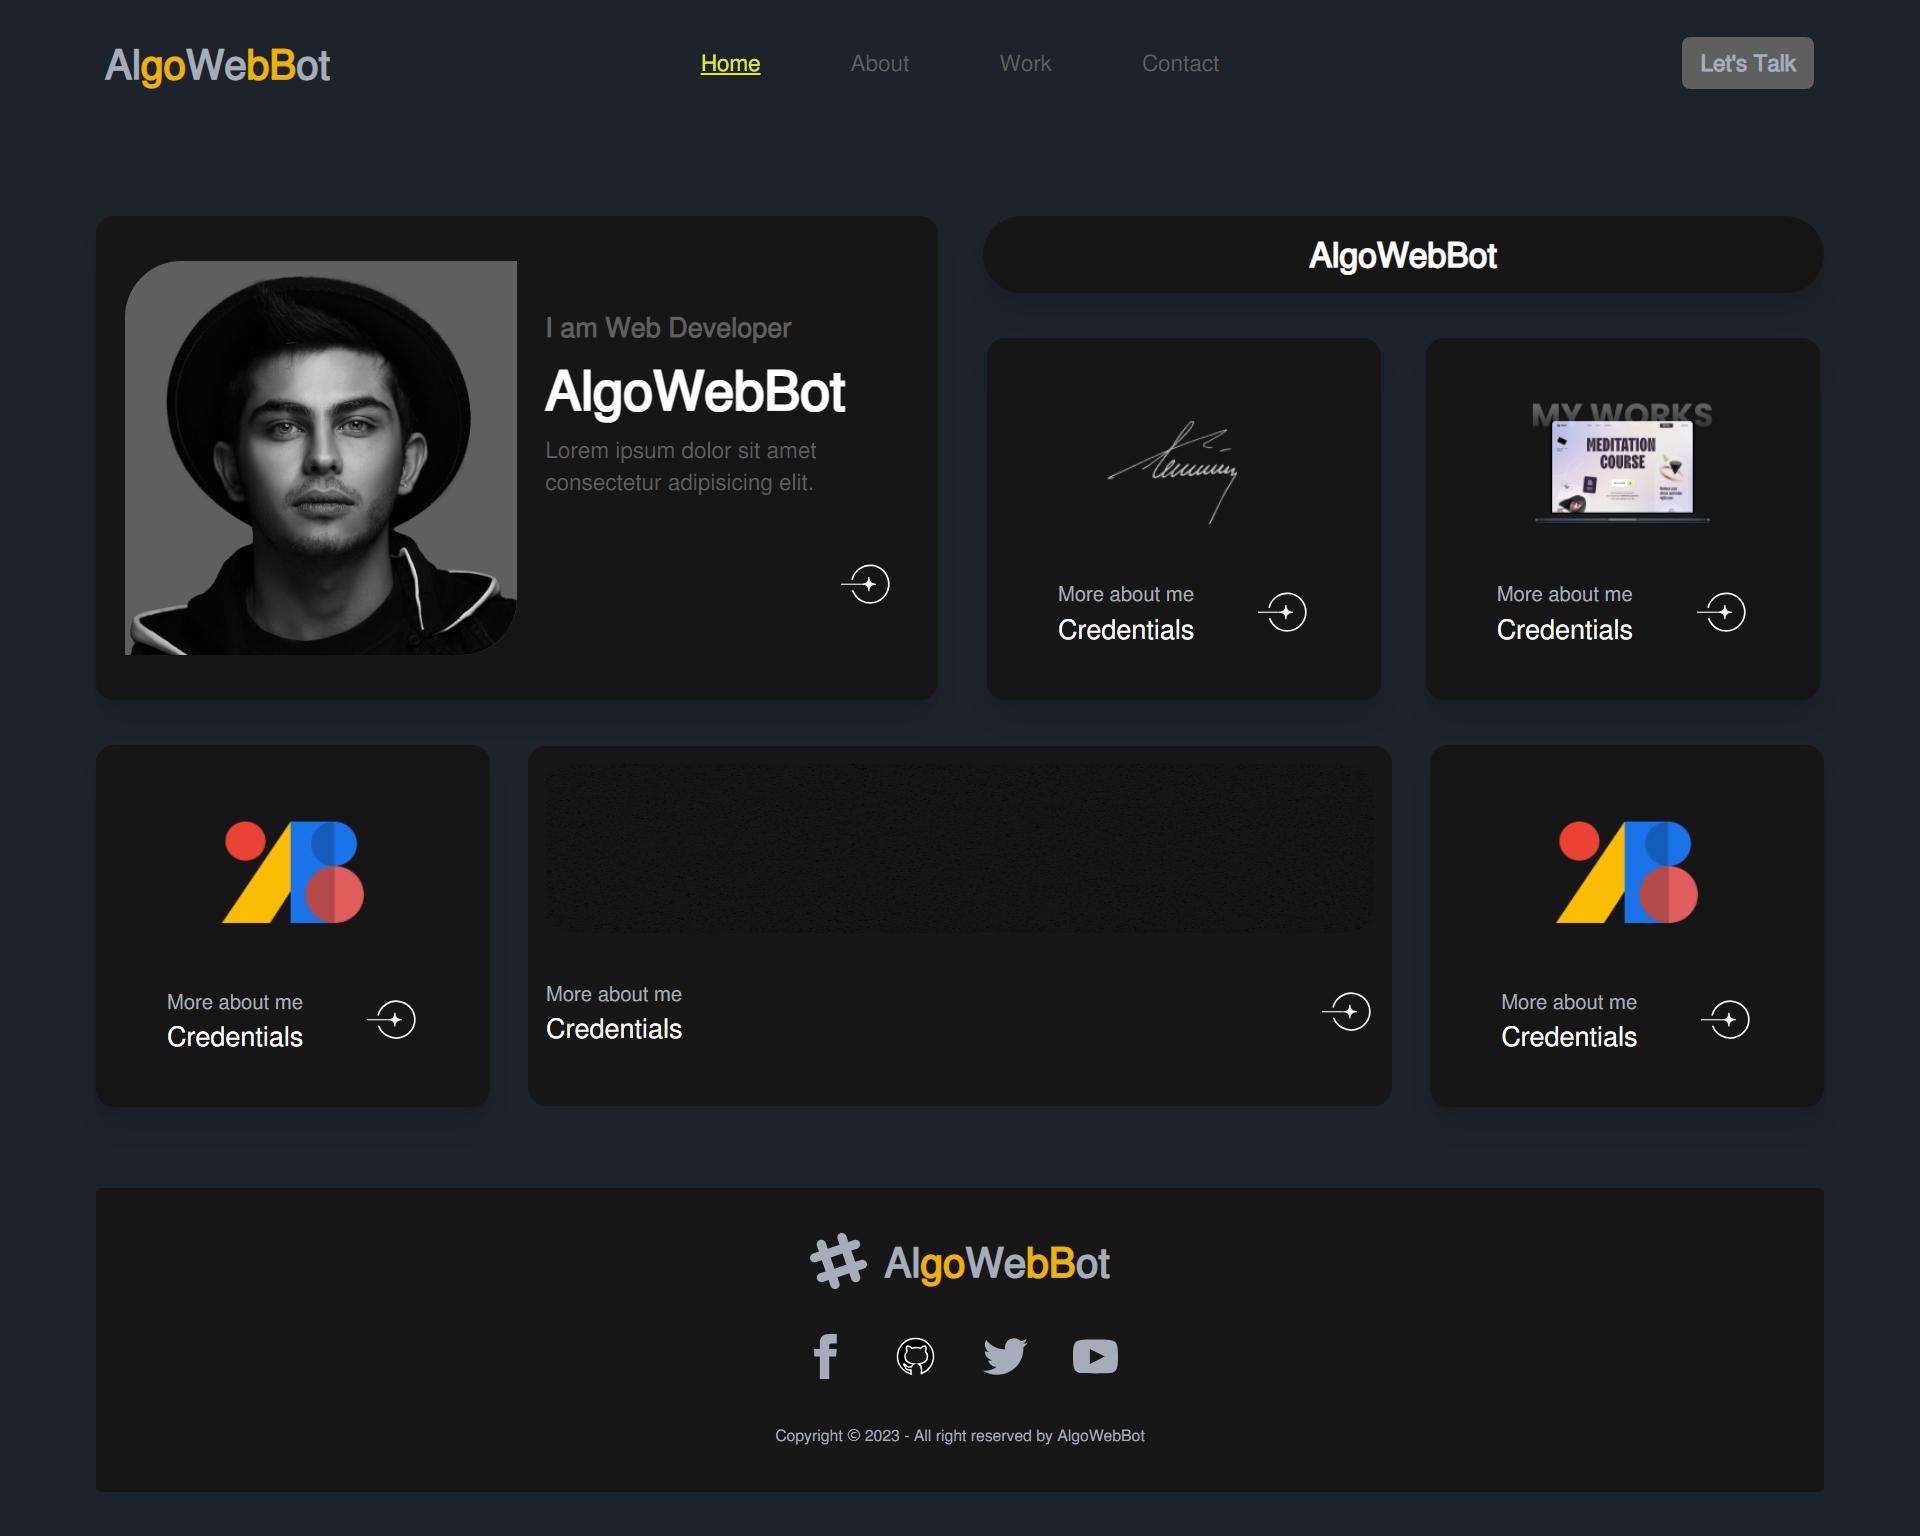 AlgoWebBot
Home
About
Work
Contact
Let's Talk
I am Web Developer
AlgoWebBot
Lorem ipsum dolor sit amet
consectetur adipisicing elit.
AlgoWebBot
More about me
Credentials
MY WORKS
MEDITATION
COURSE
More about me
Credentials
More about me
Credentials
More about me
Credentials
More about me
Credentials
AlgoWebBot
Copyright © 2023 - All right reserved by AlgoWebBot